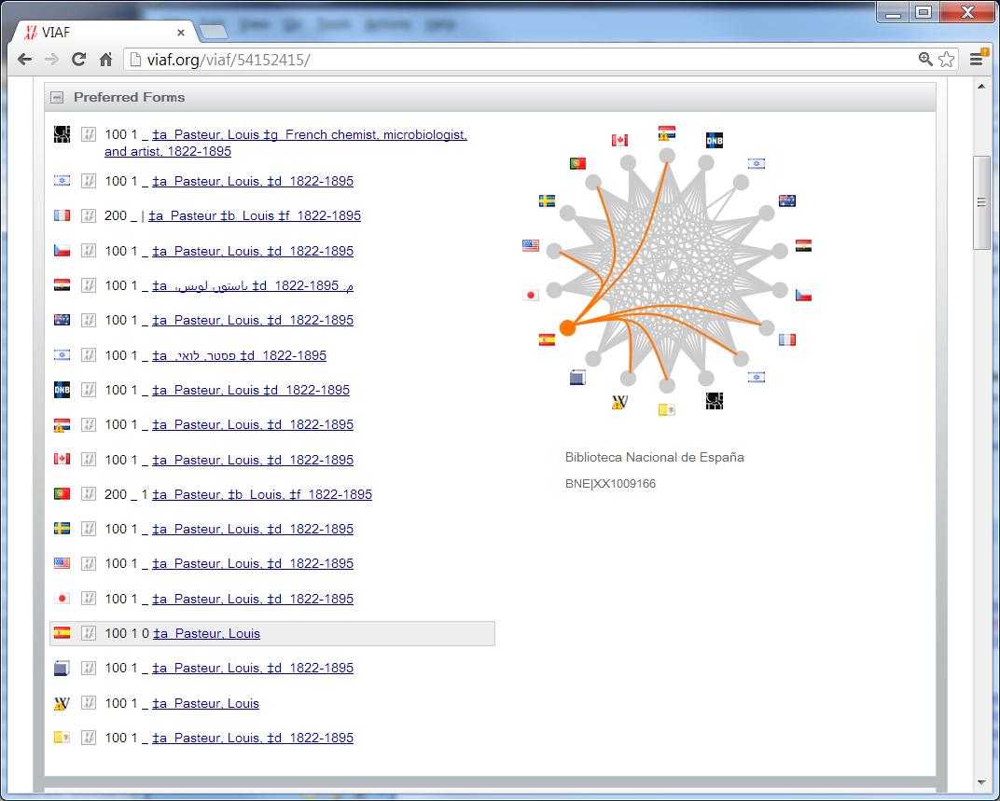 VIAF
viaf.org/viaf/54152415/
Preferred Forms
100 1 _ ‡a Pasteur, Louis ‡g French chemist, microbiologist,
and artist, 1822-1895
100 1 _ ‡a Pasteur, Louis, ‡d 1822-1895
200 _ | ‡a Pasteur ‡b Louis ‡f 1822-1895
100 1 _ ‡a Pasteur, Louis, ‡d 1822-1895
100 1 _ ‡a باستور، لويس، ‡d 1822-1895 م.
100 1 _ ‡a Pasteur, Louis, ‡d 1822-1895
100 1 _ ‡a פסטר, לואי, ‡d 1822-1895
DNB 100 1 _ ‡a Pasteur, Louis ‡d 1822-1895
100 1 _ ‡a Pasteur, Louis, ‡d 1822-1895
100 1 _ ‡a Pasteur, Louis, ‡d 1822-1895
200 _ 1 ‡a Pasteur, ‡b Louis, ‡f 1822-1895
100 1 _ ‡a Pasteur, Louis, ‡d 1822-1895
100 1 _ ‡a Pasteur, Louis, ‡d 1822-1895
100 1 _ ‡a Pasteur, Louis, ‡d 1822-1895
100 1 0 ‡a Pasteur, Louis
100 1 _ ‡a Pasteur, Louis, ‡d 1822-1895
W 100 1 _ ‡a Pasteur, Louis
100 1 _ ‡a Pasteur, Louis, ‡d 1822-1895
DNB
W
Biblioteca Nacional de España
BNE|XX1009166